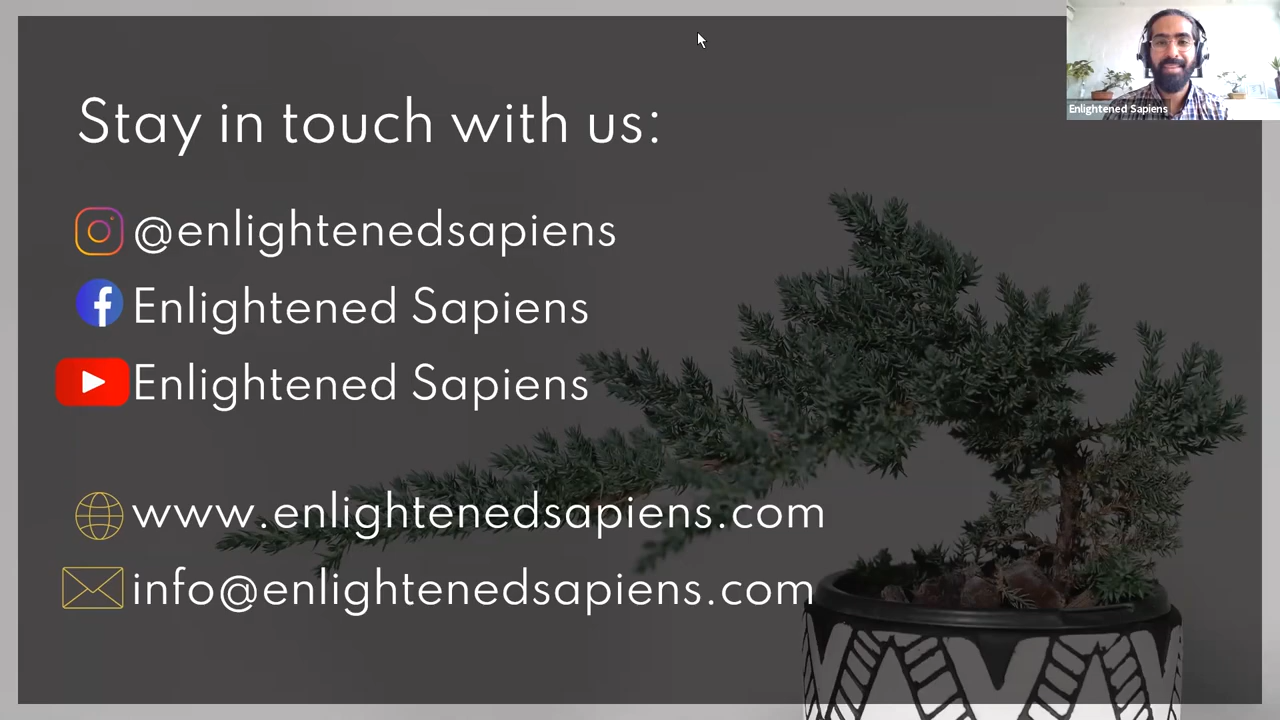 Stay in touch with us:
@enlightenedsapiens
Enlightened Sapiens
Enlightened Sapiens
www.enlightenedsapiens.com
info@enlightenedsapiens.com
Enlightened Sapiens